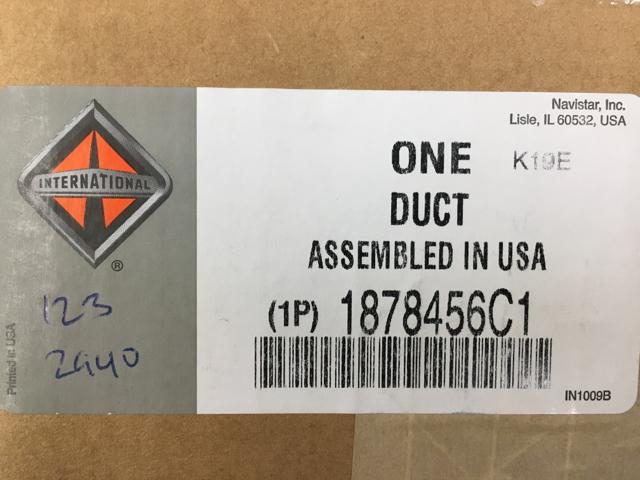 Navistar, Inc.
Lisle, IL 60532, USA
ONE K19E
DUCT
ASSEMBLED IN USA
(1P) 1878456C1
IN1009B
INTERNATIONAL
®
123
2940
Printed in USA